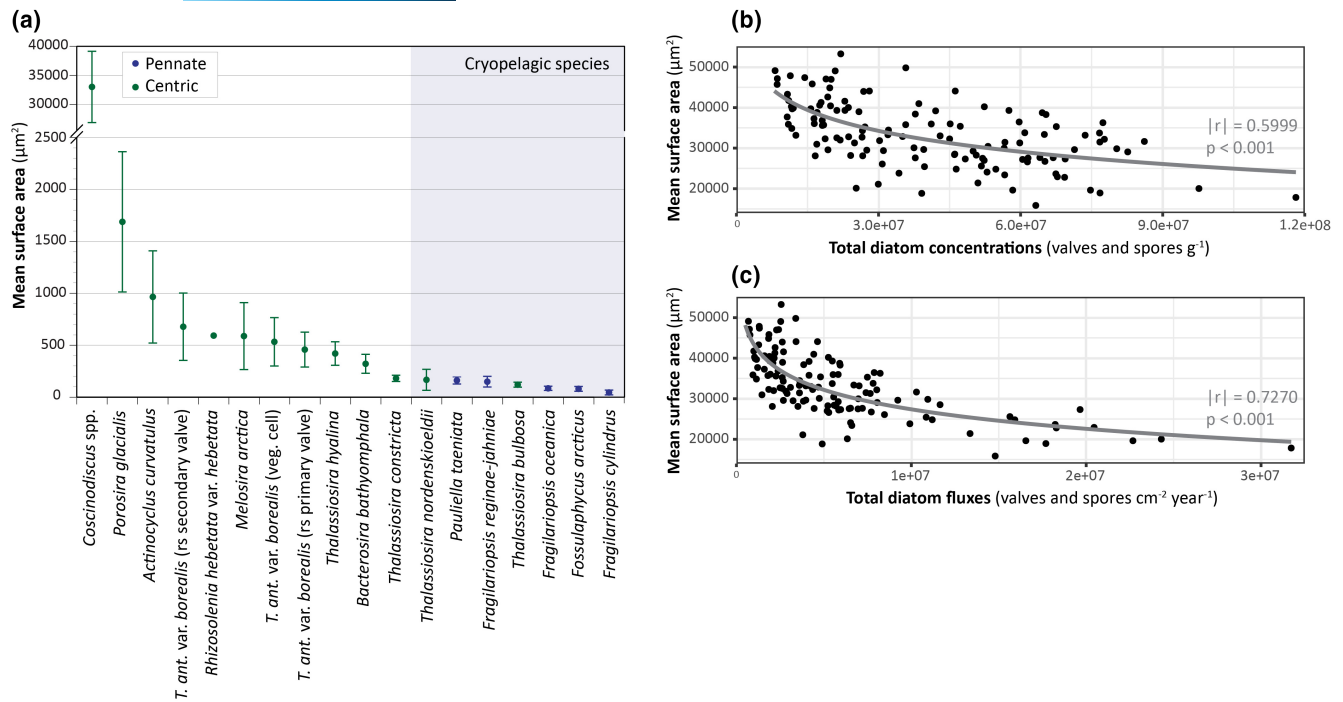 (a)
Mean surface area (µm²)
40000
35000
30000
2500
2000
1500
1000
500
0
Pennate
Centric
Cryopelagic species
Coscinodiscus spp.
Porosira glacialis
Actinocyclus curvatulus
T. ant. var. borealis (rs secondary valve)
Rhizosolenia hebetata var. hebetata
Melosira arctica
T. ant. var. borealis (veg. cell)
T. ant. var. borealis (rs primary valve)
Thalassiosira hyalina
Bacterosira bathyomphala
Thalassiosira constricta
Thalassiosira nordenskioeldii
Pauliella taeniata
Fragilariopsis reginae-jahniae
Thalassiosira bulbosa
Fragilariopsis oceanica
Fossulaphycus arcticus
Fragilariopsis cylindrus
(b)
Mean surface area (µm²)
50000
40000
30000
20000
|r| = 0.5999
p < 0.001
0
3.0e+07
6.0e+07
9.0e+07
1.2e+08
Total diatom concentrations (valves and spores g⁻¹)
(c)
Mean surface area (µm²)
50000
40000
30000
20000
|r| = 0.7270
p < 0.001
0
1e+07
2e+07
3e+07
Total diatom fluxes (valves and spores cm⁻² year⁻¹)